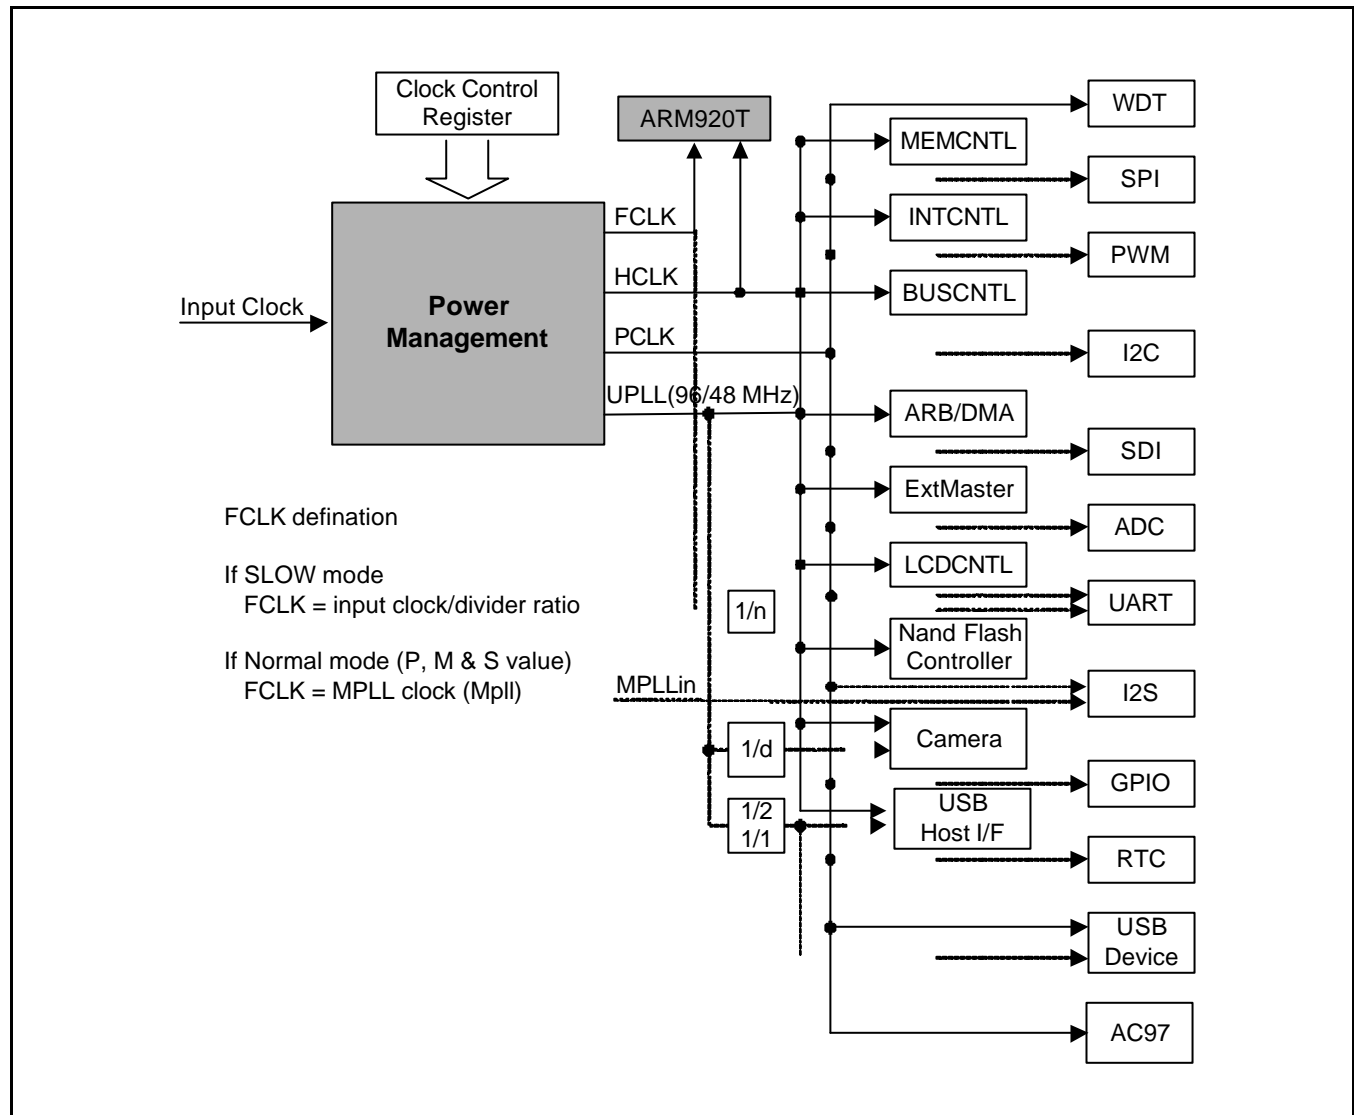 Clock Control
Register
ARM920T
WDT
MEMCNTL
SPI
FCLK
INTCNTL
PWM
HCLK
BUSCNTL
Input Clock
Power
Management
PCLK
I2C
UPLL(96/48 MHz)
ARB/DMA
SDI
ExtMaster
FCLK defination
ADC
LCDCNTL
If SLOW mode
FCLK = input clock/divider ratio
1/n
UART
Nand Flash
Controller
If Normal mode (P, M & S value)
FCLK = MPLL clock (Mpll)
MPLLin
I2S
1/d
Camera
GPIO
1/2
1/1
USB
Host I/F
RTC
USB
Device
AC97